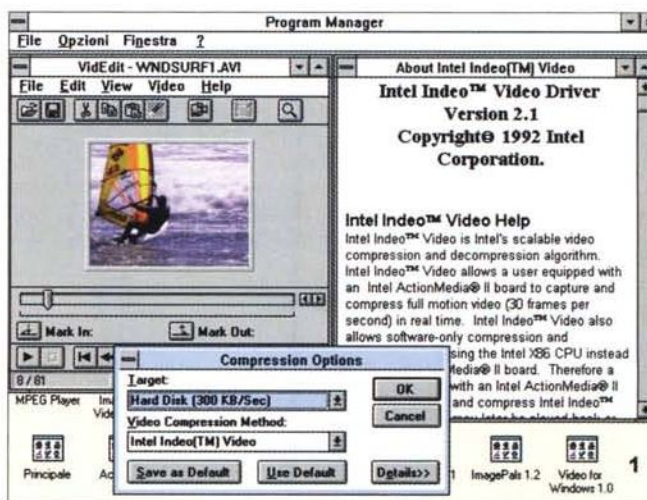 Program Manager
File Opzioni Finestra ?
VidEdit - WNDSURF1.AVI
File Edit View Video Help
Mark In: Mark Out:
8 / 81
About Intel Indeo(TM) Video
Intel Indeo™ Video Driver
Version 2.1
Copyright© 1992 Intel
Corporation.
Intel Indeo™ Video Help
Intel Indeo™ Video is Intel's scalable video
compression and decompression algorithm.
Intel Indeo™ Video allows a user equipped with
an Intel ActionMedia® II board to capture and
compress full motion video (30 frames per
second) in real time. Intel Indeo™ Video also
allows software-only compression and
sing the Intel X86 CPU instead
Media® II board. Therefore a
with an Intel ActionMedia® II
and compress Intel Indeo™
Compression Options
Target:
Hard Disk (300 KB/Sec)
Video Compression Method:
Intel Indeo(TM) Video
OK
Cancel
Save as Default Use Default Details>>
MPEG Player
Principale
ImagePals 1.2
Video for
Windows 1.0
1